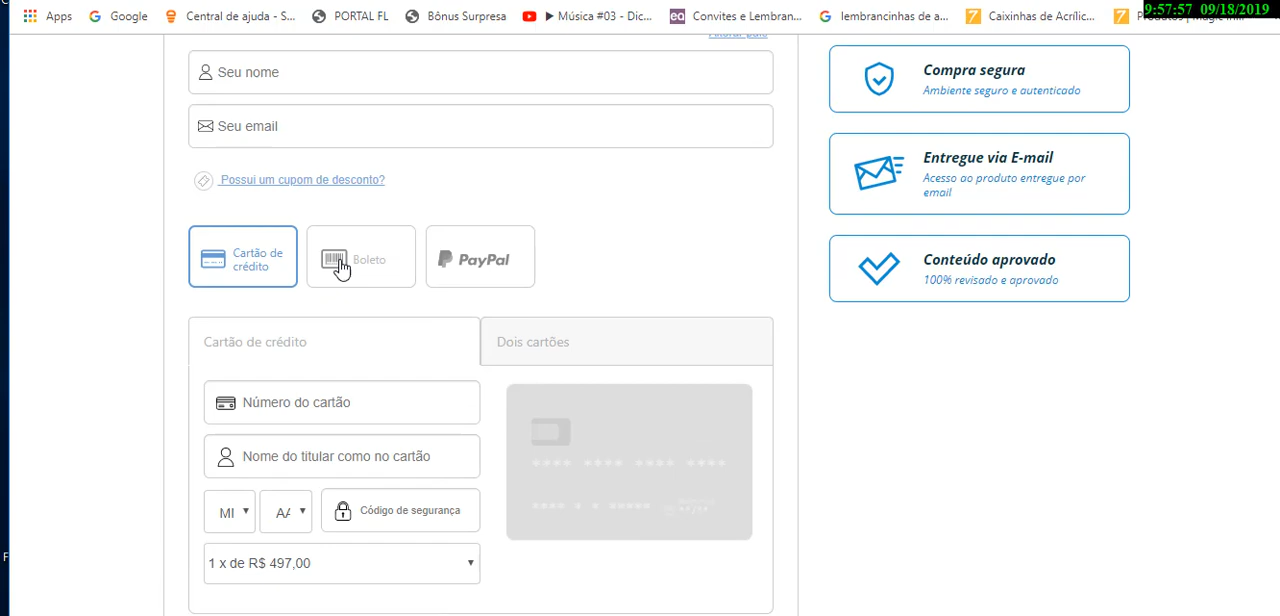 Apps
Google
Central de ajuda - S...
PORTAL FL
Bônus Surpresa
▶ Música #03 - Dic...
Convites e Lembran...
lembrancinhas de a...
Caixinhas de Acrílic...
9:57:57 09/18/2019
Seu nome
Seu email
Possui um cupom de desconto?
Cartão de
crédito
Boleto
PayPal
Cartão de crédito
Dois cartões
Número do cartão
Nome do titular como no cartão
Código de segurança
1 x de R$ 497,00
Compra segura
Ambiente seguro e autenticado
Entregue via E-mail
Acesso ao produto entregue por
email
Conteúdo aprovado
100% revisado e aprovado